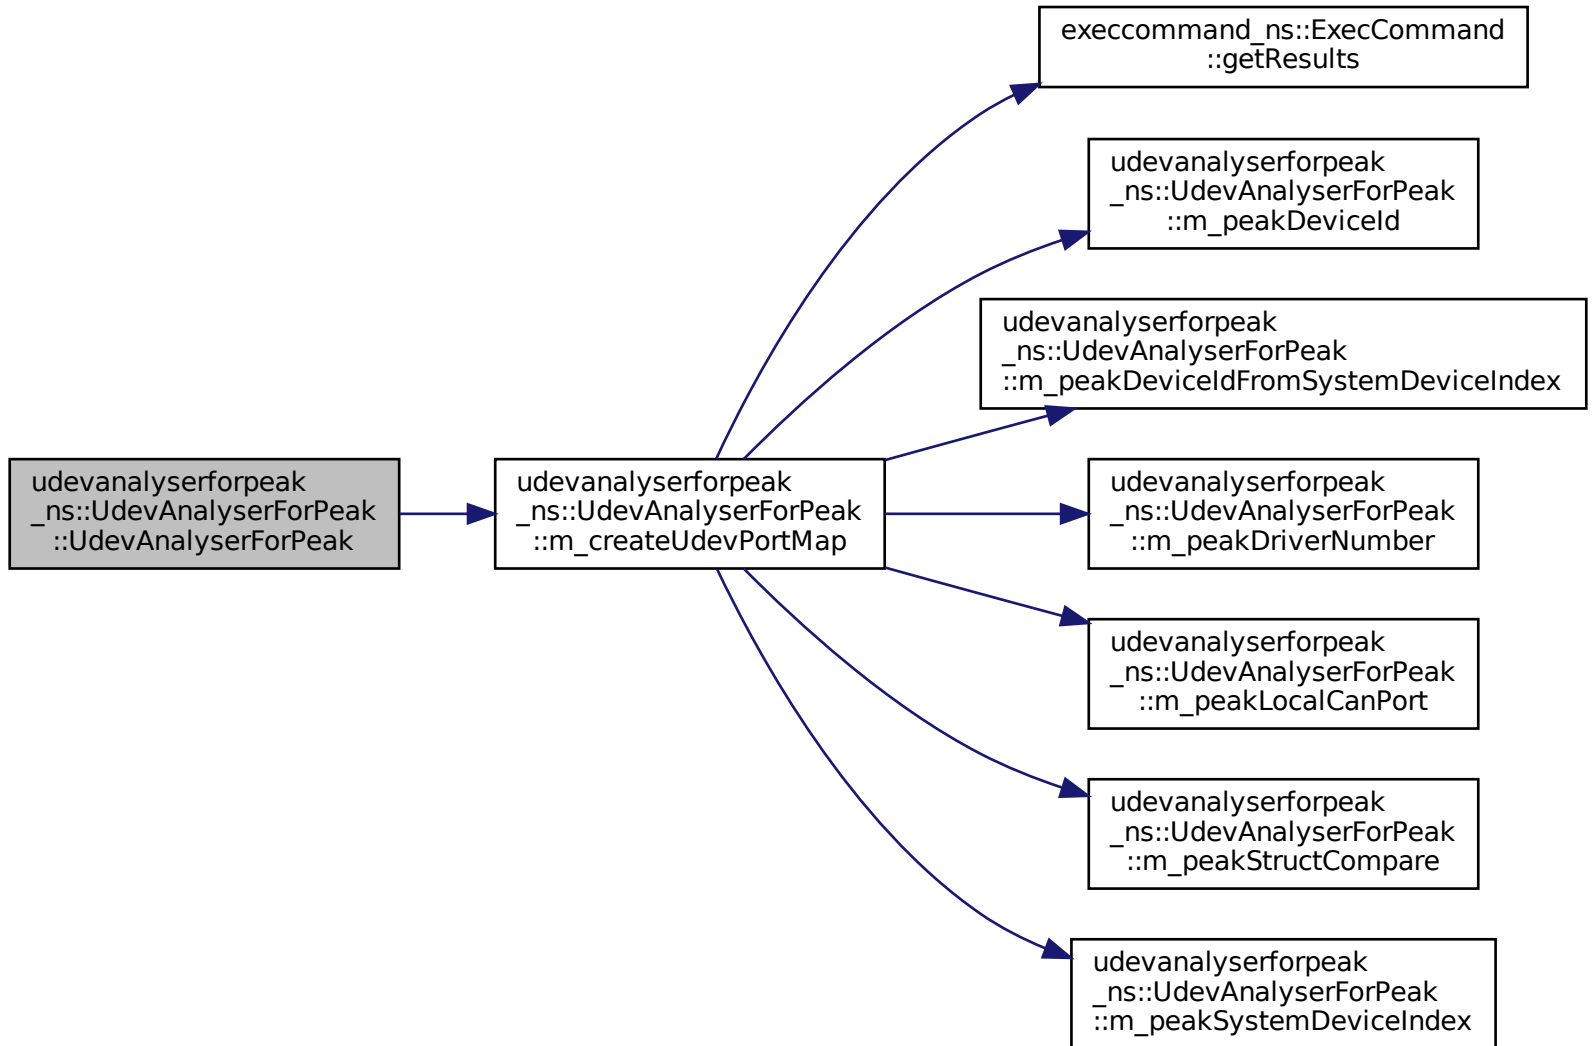 execcommand_ns::ExecCommand
::getResults
udevanalyserforpeak
_ns::UdevAnalyserForPeak
::m_peakDeviceId
udevanalyserforpeak
_ns::UdevAnalyserForPeak
::m_peakDeviceIdFromSystemDeviceIndex
udevanalyserforpeak
_ns::UdevAnalyserForPeak
::UdevAnalyserForPeak
udevanalyserforpeak
_ns::UdevAnalyserForPeak
::m_createUdevPortMap
udevanalyserforpeak
_ns::UdevAnalyserForPeak
::m_peakDriverNumber
udevanalyserforpeak
_ns::UdevAnalyserForPeak
::m_peakLocalCanPort
udevanalyserforpeak
_ns::UdevAnalyserForPeak
::m_peakStructCompare
udevanalyserforpeak
_ns::UdevAnalyserForPeak
::m_peakSystemDeviceIndex